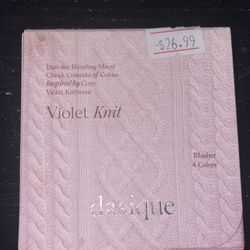 $26.99
Dasique Blending Mood
Cheek Consists of Colors
Inspired by Cozy
Violet Knitwear
Violet Knit
Blusher
4 Colors
dasique